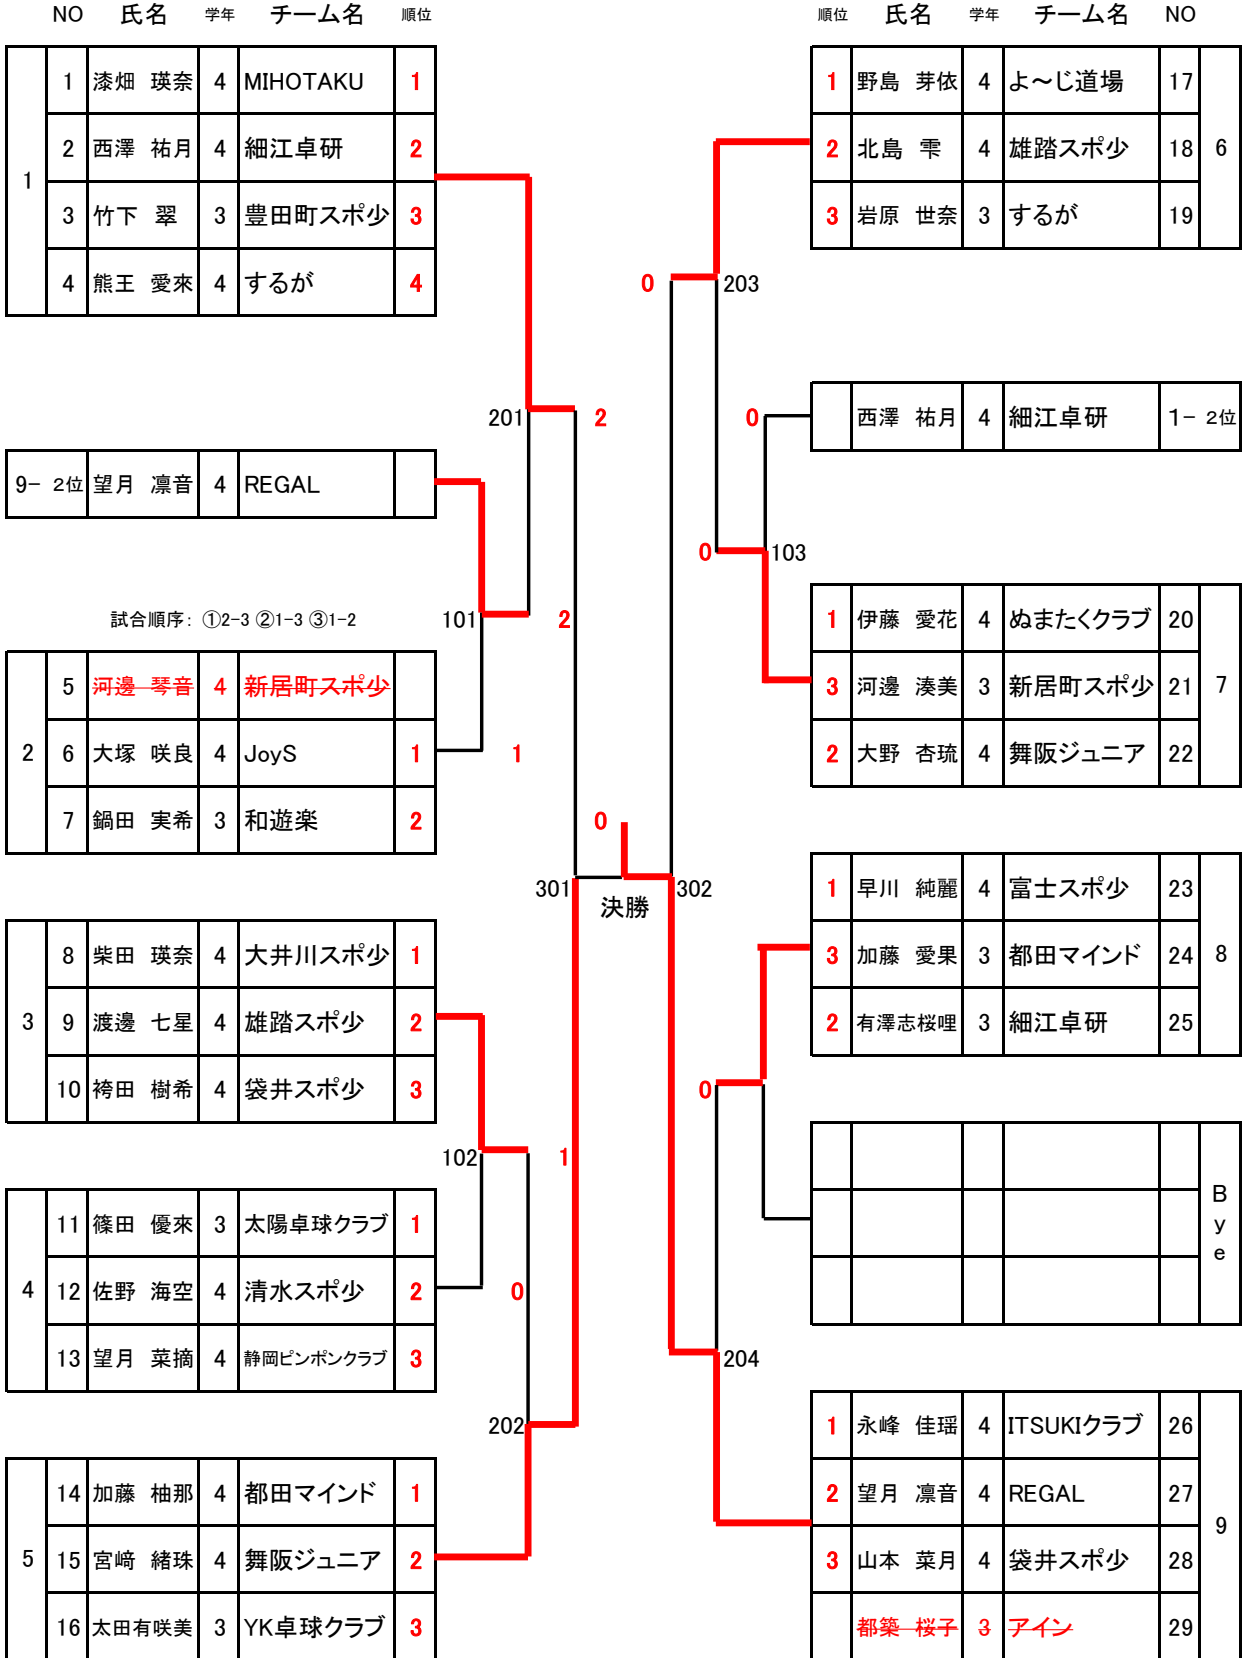 NO 氏名 学年 チーム名 順位
1
1 漆畑 瑛奈 4 MIHOTAKU 1
2 西澤 祐月 4 細江卓研 2
3 竹下 翠 3 豊田町スポ少 3
4 熊王 愛來 4 するが 4
201 2
9- 2位 望月 凛音 4 REGAL
試合順序: ①2-3 ②1-3 ③1-2
101 2
2
5 河邊 琴音 4 新居町スポ少
6 大塚 咲良 4 JoyS 1
7 鍋田 実希 3 和遊楽 2
1
0
301 302
決勝
3
8 柴田 瑛奈 4 大井川スポ少 1
9 渡邊 七星 4 雄踏スポ少 2
10 袴田 樹希 4 袋井スポ少 3
102 1
4
11 篠田 優來 3 太陽卓球クラブ 1
12 佐野 海空 4 清水スポ少 2
13 望月 菜摘 4 静岡ピンポンクラブ 3
0
202
5
14 加藤 柚那 4 都田マインド 1
15 宮﨑 緒珠 4 舞阪ジュニア 2
16 太田有咲美 3 YK卓球クラブ 3
順位 氏名 学年 チーム名 NO
1 野島 芽依 4 よ~じ道場 17
2 北島 雫 4 雄踏スポ少 18
3 岩原 世奈 3 するが 19
6
0 203
0
西澤 祐月 4 細江卓研 1- 2位
0 103
1 伊藤 愛花 4 ぬまたくクラブ 20
3 河邊 湊美 3 新居町スポ少 21
2 大野 杏琉 4 舞阪ジュニア 22
7
1 早川 純麗 4 富士スポ少 23
3 加藤 愛果 3 都田マインド 24
2 有澤志桜哩 3 細江卓研 25
8
0
Bye
204
1 永峰 佳瑶 4 ITSUKIクラブ 26
2 望月 凛音 4 REGAL 27
3 山本 菜月 4 袋井スポ少 28
都築 桜子 3 アイン 29
9